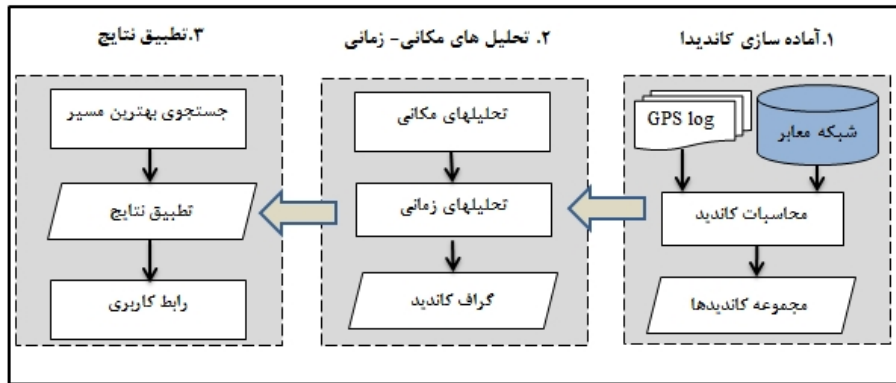 ۱.آماده سازی کاندیدا
GPS log
شبکه معابر
محاسبات کاندید
مجموعه کاندیدها
۲. تحلیل های مکانی- زمانی
تحلیلهای مکانی
تحلیلهای زمانی
گراف کاندید
۳.تطبیق نتایج
جستجوی بهترین مسیر
تطبیق نتایج
رابط کاربری